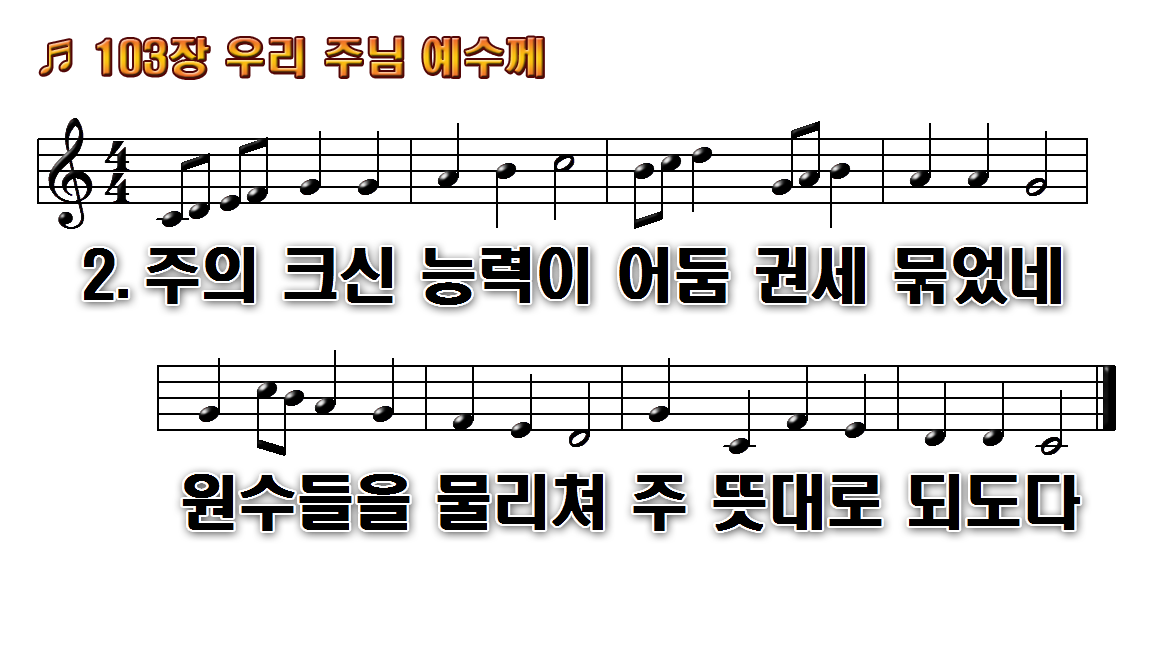 ♬ 103장 우리 주님 예수께
4
4
2. 주의 크신 능력이 어둠 권세 묶었네
원수들을 물리쳐 주 뜻대로 되도다